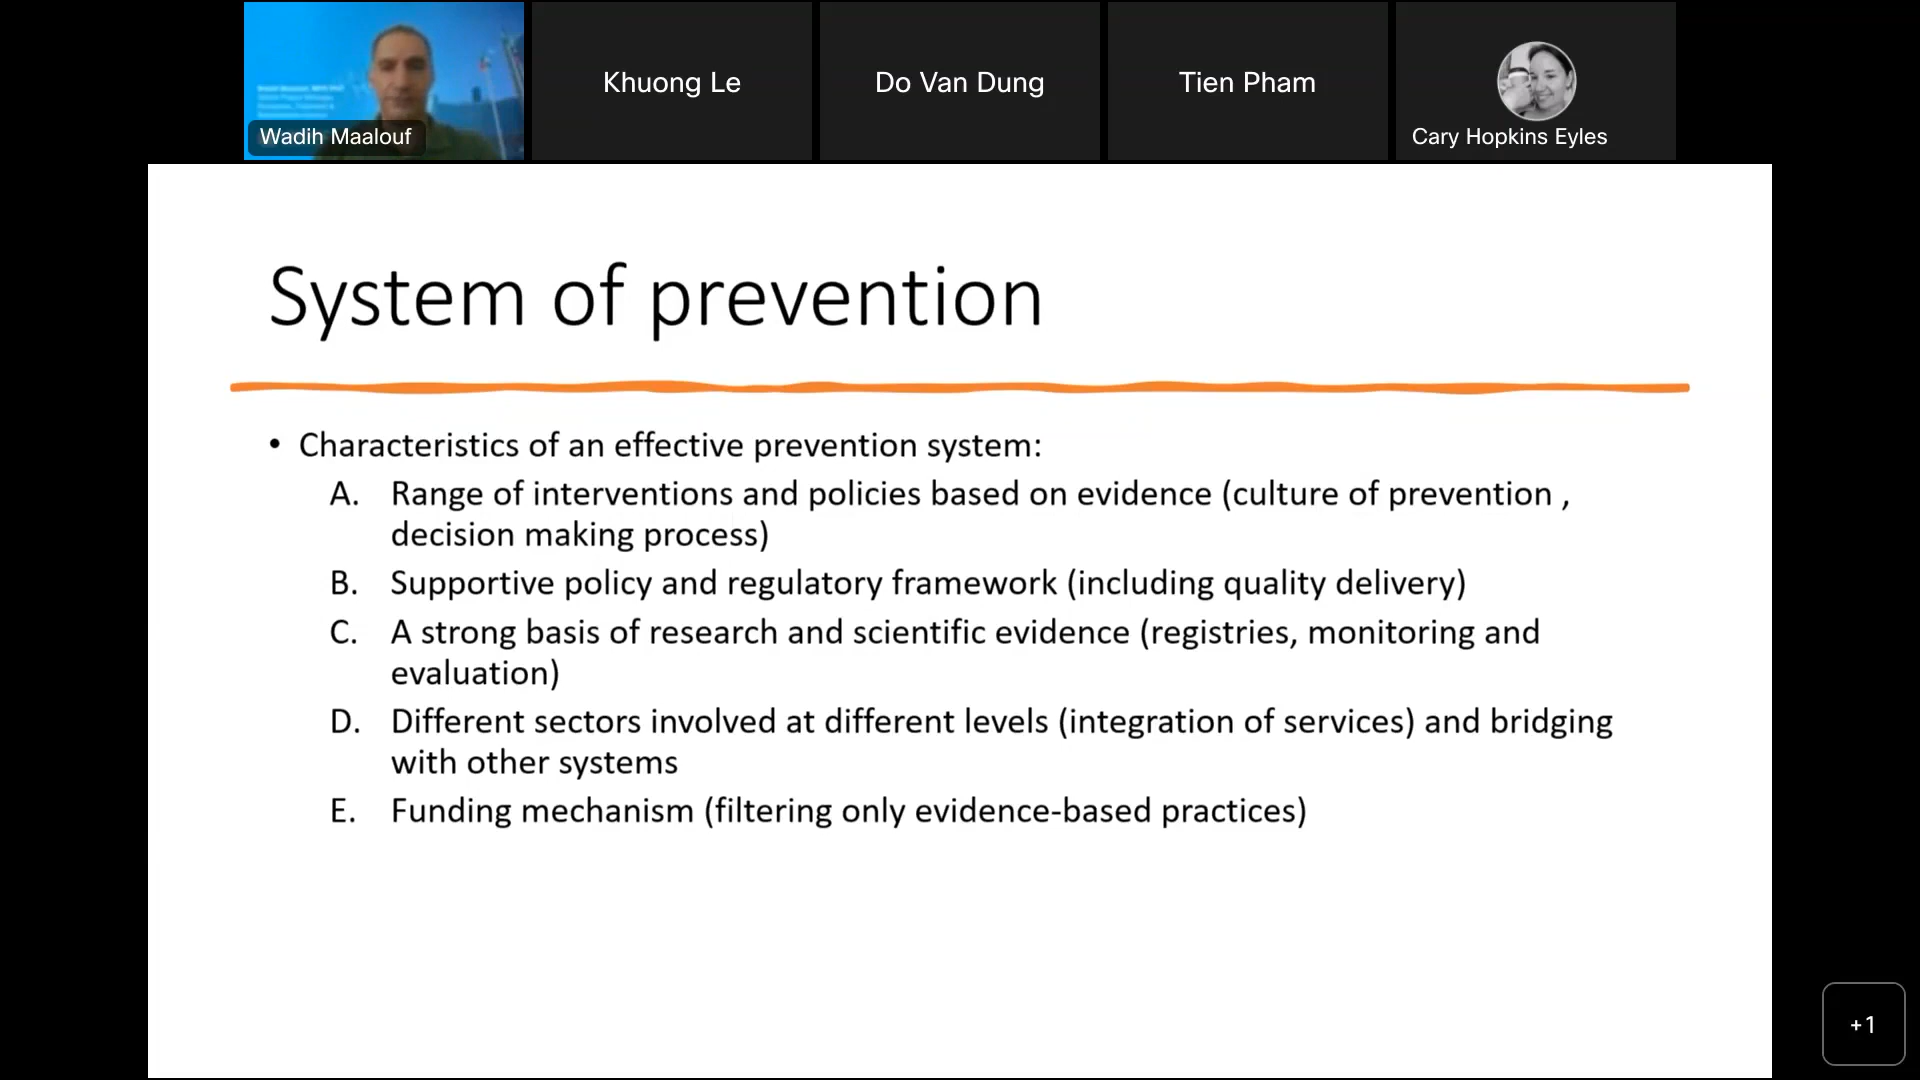 Khuong Le
Do Van Dung
Tien Pham
Wadih Maalouf
Cary Hopkins Eyles
System of prevention
• Characteristics of an effective prevention system:
A. Range of interventions and policies based on evidence (culture of prevention ,
decision making process)
B. Supportive policy and regulatory framework (including quality delivery)
C. A strong basis of research and scientific evidence (registries, monitoring and
evaluation)
D. Different sectors involved at different levels (integration of services) and bridging
with other systems
E. Funding mechanism (filtering only evidence-based practices)
+1